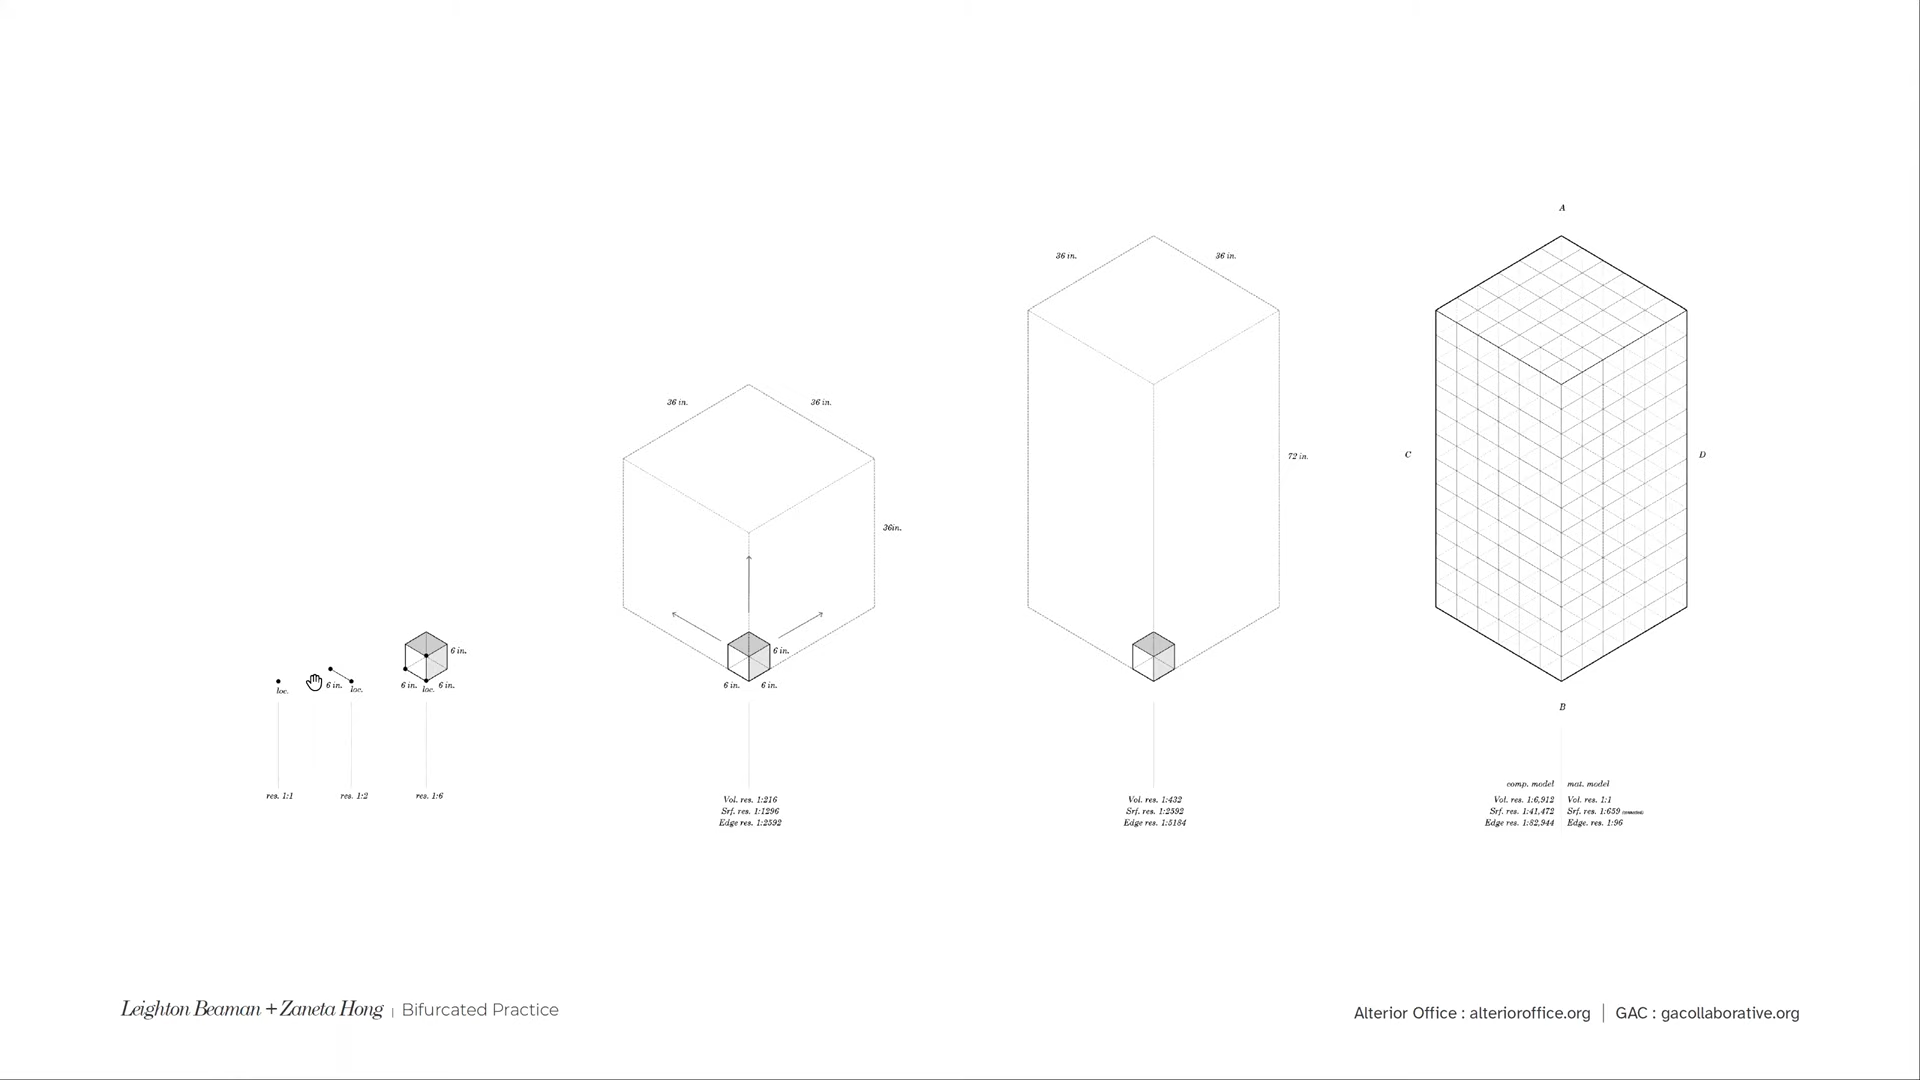 A
36 in.
36 in.
36 in.
36 in.
C
D
72 in.
36in.
6 in.
6 in.
loc.
6 in.
loc.
6 in.
loc.
6 in.
6 in.
6 in.
B
res. 1:1
res. 1:2
res. 1:6
Vol. res. 1:216
Srf. res. 1:1296
Edge res. 1:2592
Vol. res. 1:432
Srf. res. 1:2592
Edge res. 1:5184
comp. model
Vol. res. 1:6,912
Srf. res. 1:41,472
Edge res. 1:82,944
mat. model
Vol. res. 1:1
Srf. res. 1:659
Edge. res. 1:96
Leighton Beaman + Zaneta Hong | Bifurcated Practice
Alterior Office : alterioroffice.org | GAC : gacollaborative.org